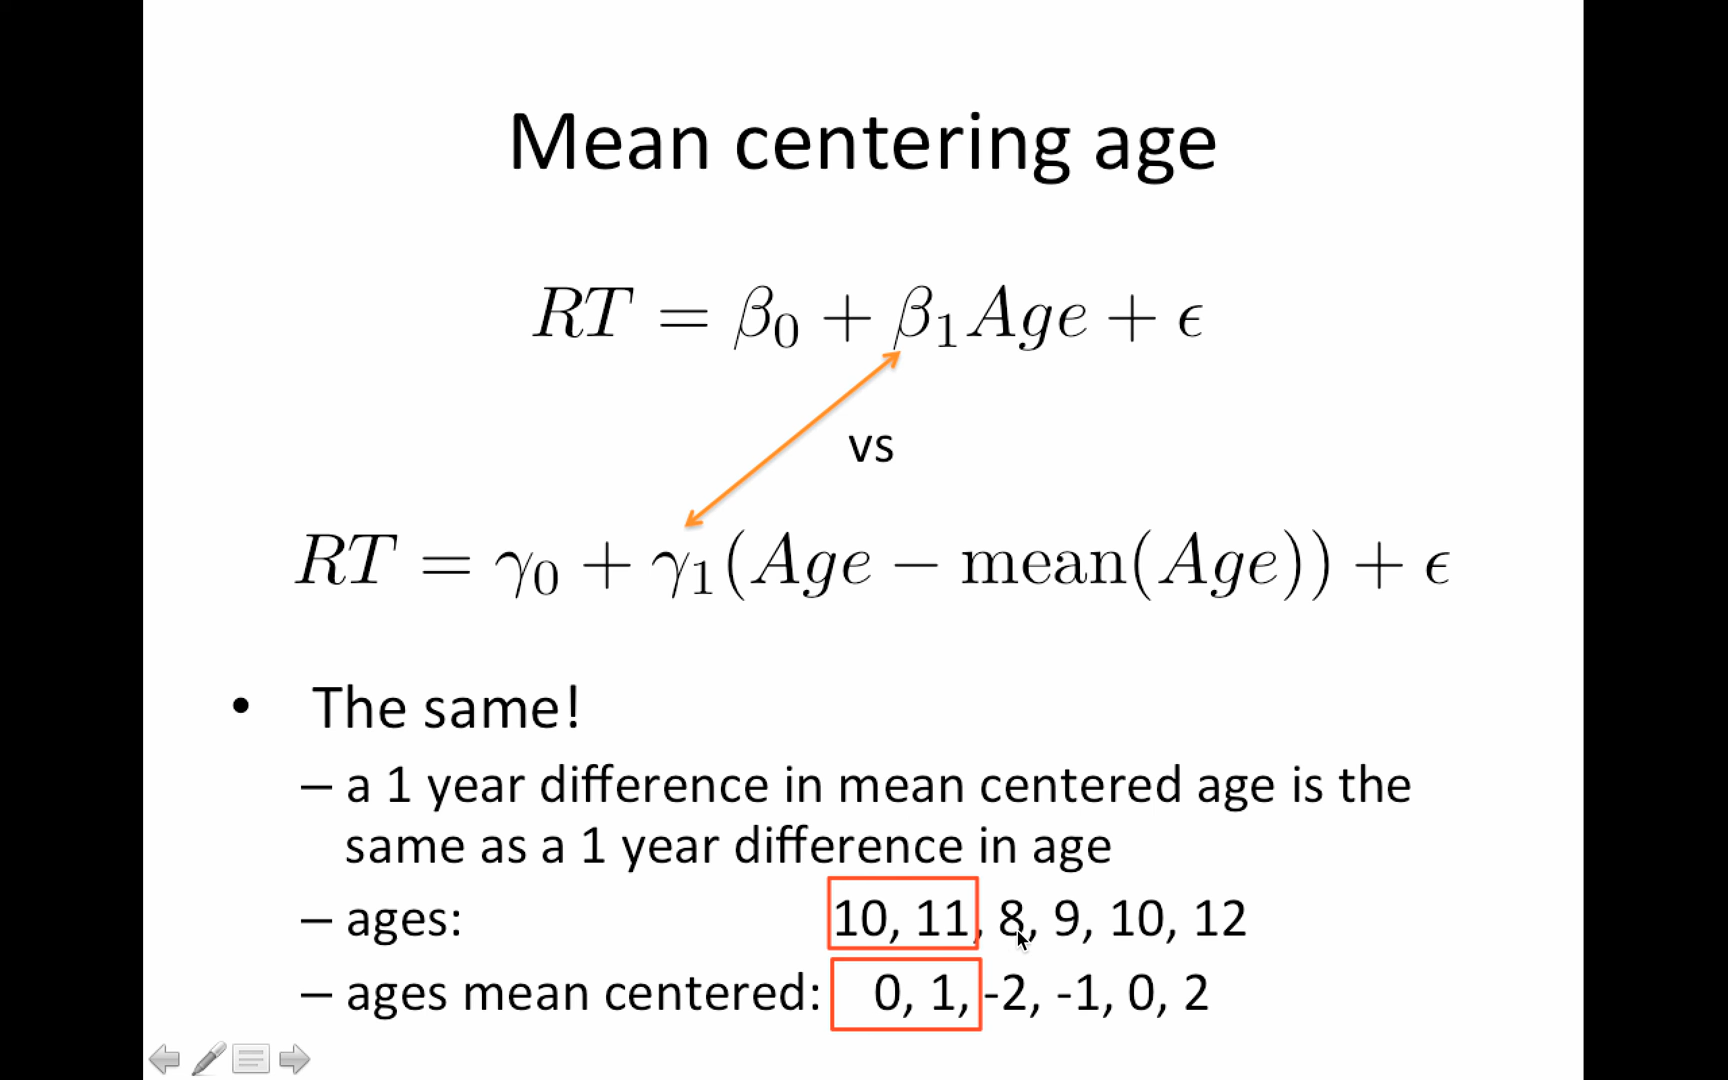 Mean centering age
RT = β₀ + β₁Age + ϵ
vs
RT = γ₀ + γ₁(Age − mean(Age)) + ϵ
• The same!
– a 1 year difference in mean centered age is the
same as a 1 year difference in age
– ages: 10, 11, 8, 9, 10, 12
– ages mean centered: 0, 1, -2, -1, 0, 2